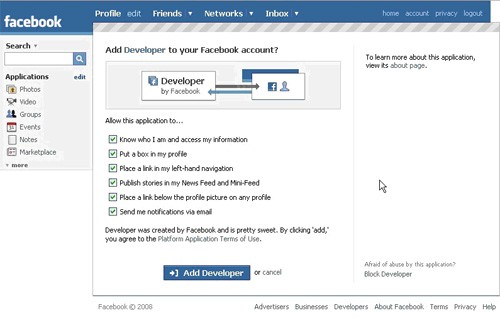 facebook
Profile edit Friends Networks Inbox home account privacy logout
Search
Applications edit
Photos
Video
Groups
Events
Notes
Marketplace
more
Add Developer to your Facebook account?
Developer
by Facebook
Allow this application to...
Know who I am and access my information
Put a box in my profile
Place a link in my left-hand navigation
Publish stories in my News Feed and Mini-Feed
Place a link below the profile picture on any profile
Send me notifications via email
Developer was created by Facebook and is pretty sweet. By clicking 'add,'
you agree to the Platform Application Terms of Use.
Add Developer or cancel
To learn more about this application,
view its about page.
Afraid of abuse by this application?
Block Developer
Facebook © 2008 Advertisers Businesses Developers About Facebook Terms Privacy Help